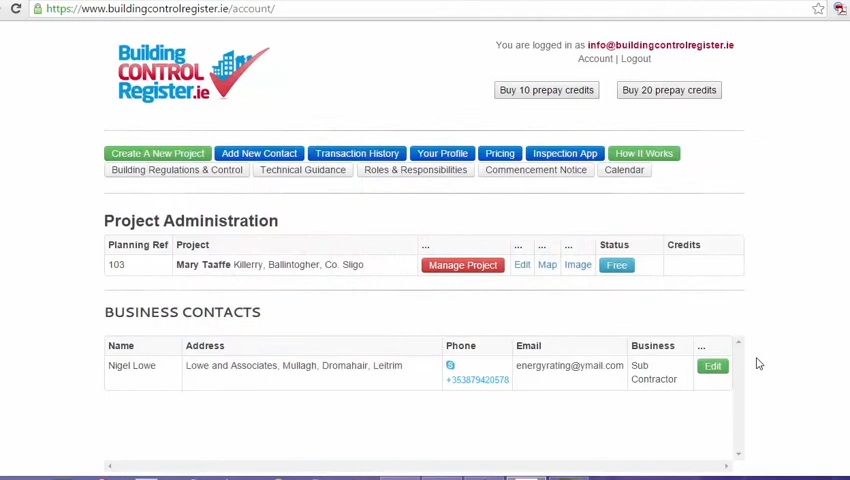 https://www.buildingcontrolregister.ie/account/
Building
CONTROL
Register.ie
You are logged in as info@buildingcontrolregister.ie
Account | Logout
Buy 10 prepay credits
Buy 20 prepay credits
Create A New Project
Add New Contact
Transaction History
Your Profile
Pricing
Inspection App
How It Works
Building Regulations & Control
Technical Guidance
Roles & Responsibilities
Commencement Notice
Calendar
Project Administration
Planning Ref Project ... ... ... ... Status Credits
103 Mary Taaffe Killerry, Ballintogher, Co. Sligo Manage Project Edit Map Image Free
BUSINESS CONTACTS
Name Address Phone Email Business ...
Nigel Lowe Lowe and Associates, Mullagh, Dromahair, Leitrim energyrating@ymail.com Sub Edit
+353879420578 Contractor